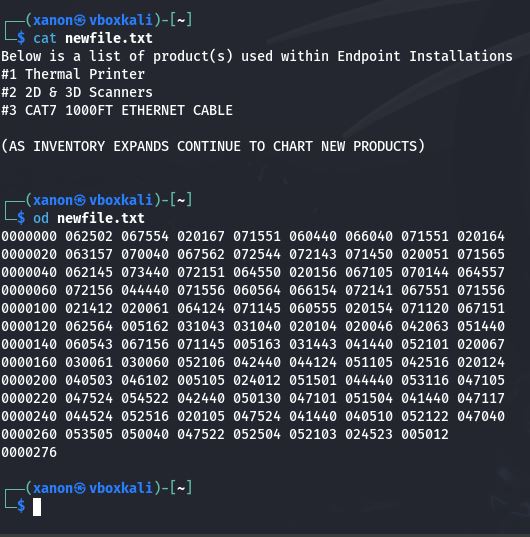 ┌──(xanon㉿vboxkali)-[~]
└─$ cat newfile.txt
Below is a list of product(s) used within Endpoint Installations
#1 Thermal Printer
#2 2D & 3D Scanners
#3 CAT7 1000FT ETHERNET CABLE
(AS INVENTORY EXPANDS CONTINUE TO CHART NEW PRODUCTS)
┌──(xanon㉿vboxkali)-[~]
└─$ od newfile.txt
0000000 062502 067554 020167 071551 060440 066040 071551 020164
0000020 063157 070040 067562 072544 072143 071450 020051 071565
0000040 062145 073440 072151 064550 020156 067105 070144 064557
0000060 072156 044440 071556 060564 066154 072141 067551 071556
0000100 021412 020061 064124 071145 060555 020154 071120 067151
0000120 062564 005162 031043 031040 020104 020046 042063 051440
0000140 060543 067156 071145 005163 031443 041440 052101 020067
0000160 030061 030060 052106 042440 044124 051105 042516 020124
0000200 040503 046102 005105 024012 051501 044440 053116 047105
0000220 047524 054522 042440 050130 047101 051504 041440 047117
0000240 044524 052516 020105 047524 041440 040510 052122 047040
0000260 053505 050040 047522 052504 052103 024523 005012
0000276
┌──(xanon㉿vboxkali)-[~]
└─$